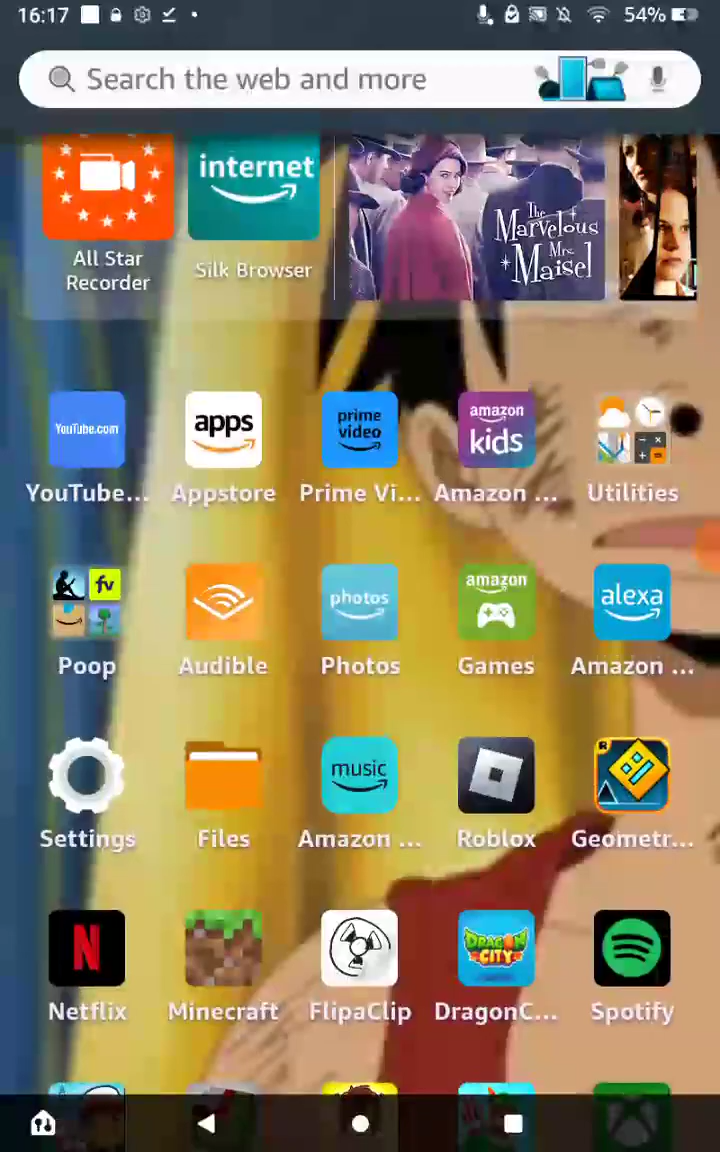 16:17
54%
Search the web and more
internet
The
Marvelous
Mrs.
Maisel
All Star
Recorder
Silk Browser
YouTube.com
apps
prime
video
amazon
kids
YouTube...
Appstore
Prime Vi...
Amazon ...
Utilities
fv
photos
amazon
alexa
Poop
Audible
Photos
Games
Amazon ...
music
R
Settings
Files
Amazon ...
Roblox
Geometr...
N
DRAGON
CITY
Netflix
Minecraft
FlipaClip
DragonC...
Spotify